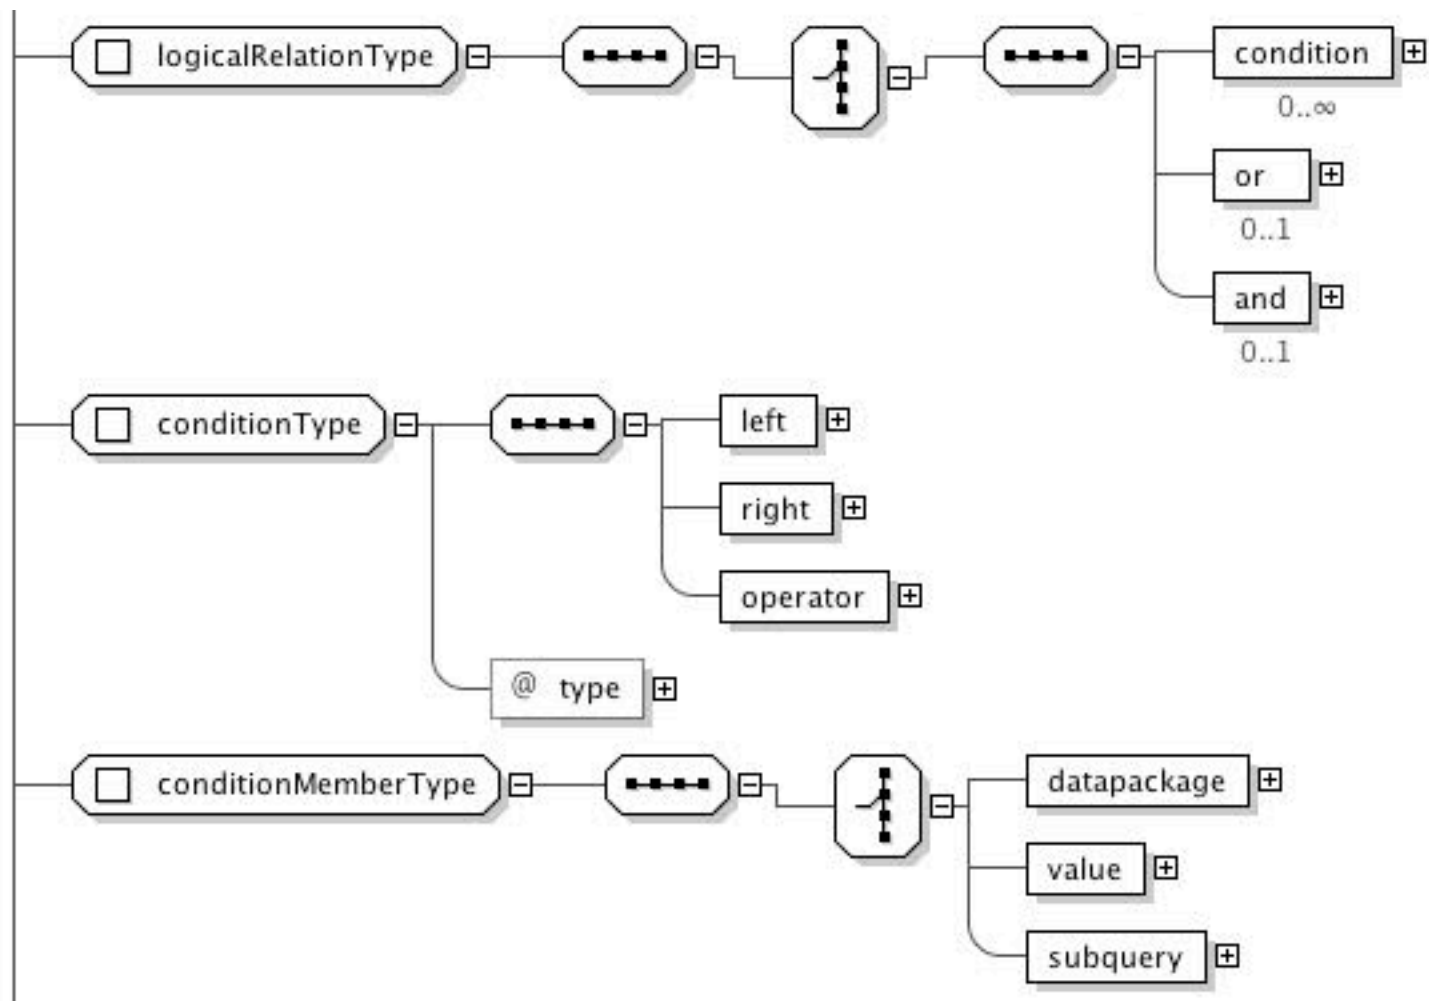 logicalRelationType
condition
0..∞
or
0..1
and
0..1
conditionType
left
right
operator
@ type
conditionMemberType
datapackage
value
subquery